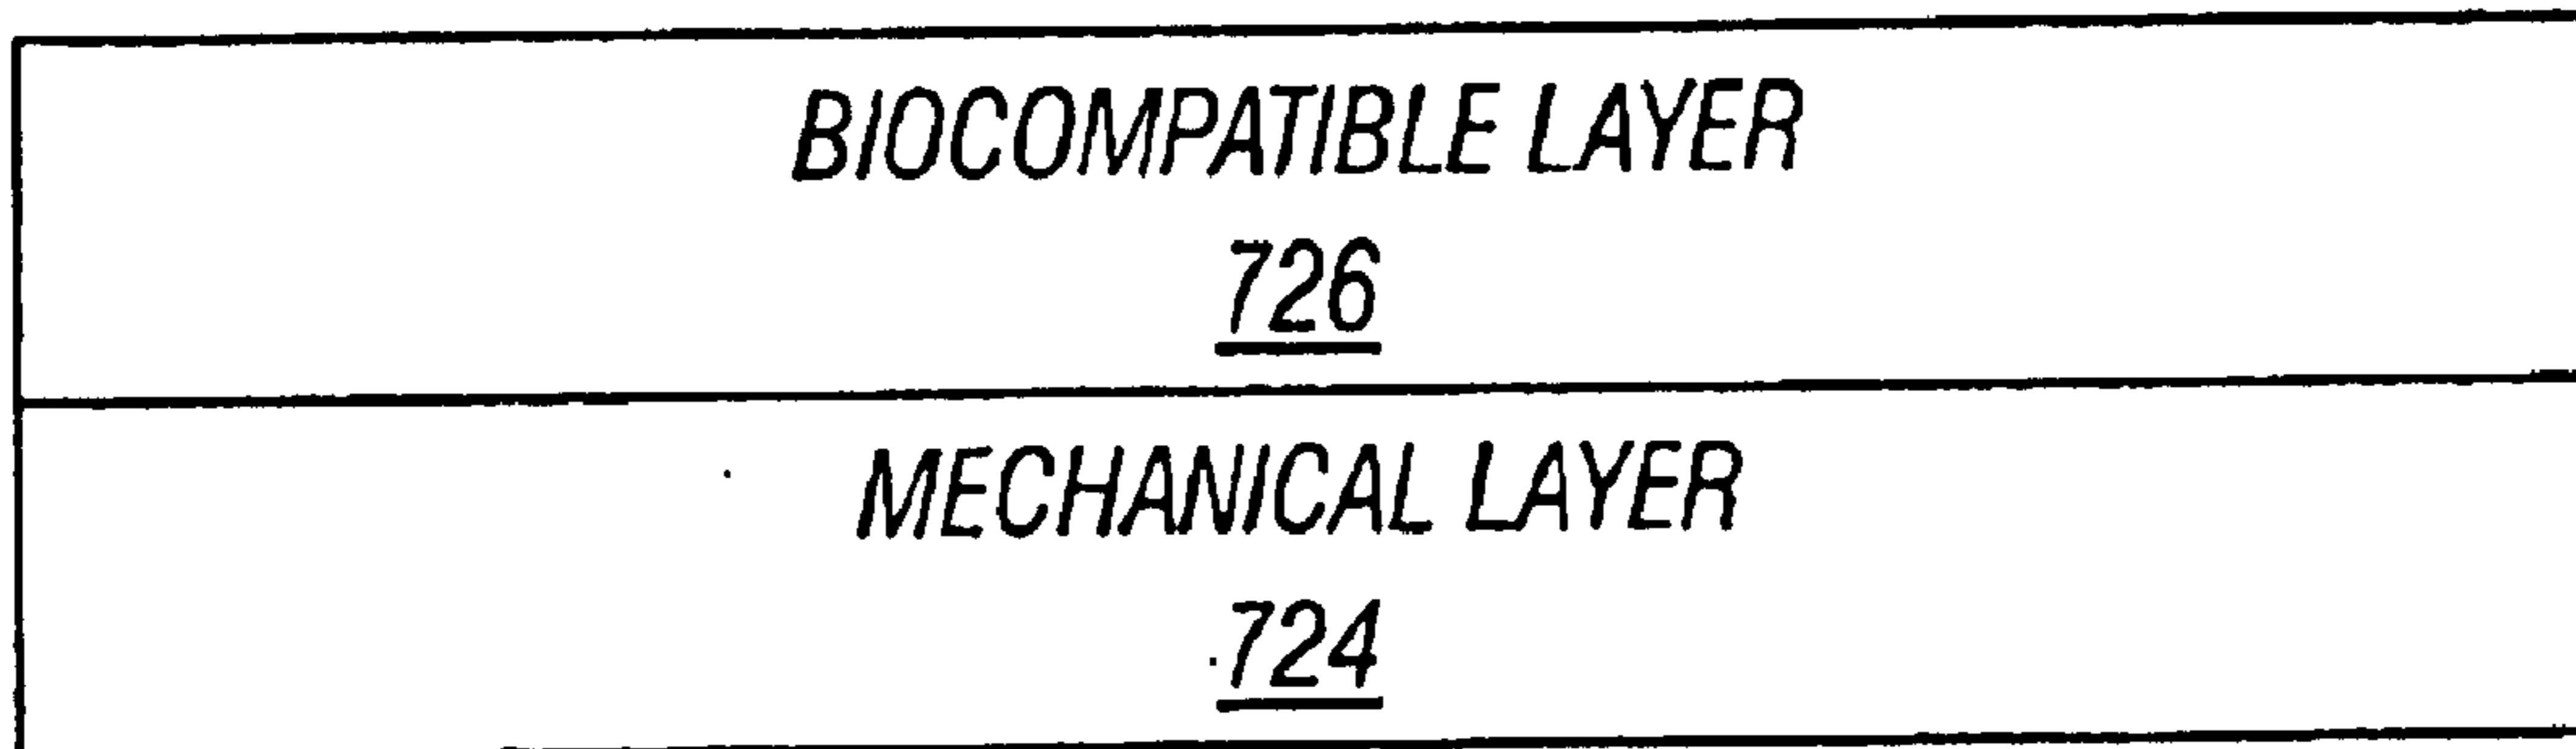 BIOCOMPATIBLE LAYER
726
MECHANICAL LAYER
724